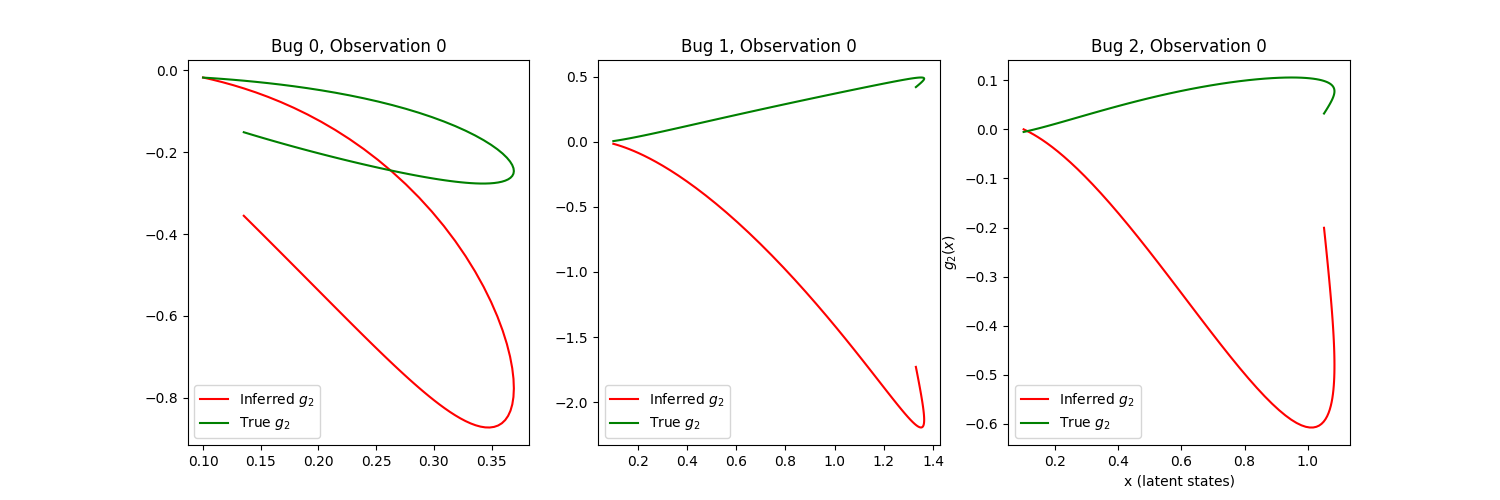 Bug 0, Observation 0
0.0
−0.2
−0.4
−0.6
−0.8
0.10 0.15 0.20 0.25 0.30 0.35
Inferred g₂
True g₂
Bug 1, Observation 0
0.5
0.0
−0.5
−1.0
−1.5
−2.0
0.2 0.4 0.6 0.8 1.0 1.2 1.4
Inferred g₂
True g₂
Bug 2, Observation 0
g₂(x)
0.1
0.0
−0.1
−0.2
−0.3
−0.4
−0.5
−0.6
0.2 0.4 0.6 0.8 1.0
x (latent states)
Inferred g₂
True g₂